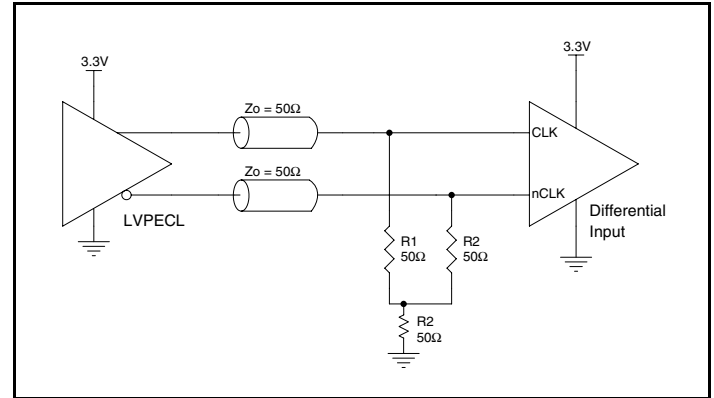 3.3V
3.3V
Zo = 50Ω
CLK
Zo = 50Ω
nCLK
LVPECL
Differential
Input
R1
50Ω
R2
50Ω
R2
50Ω